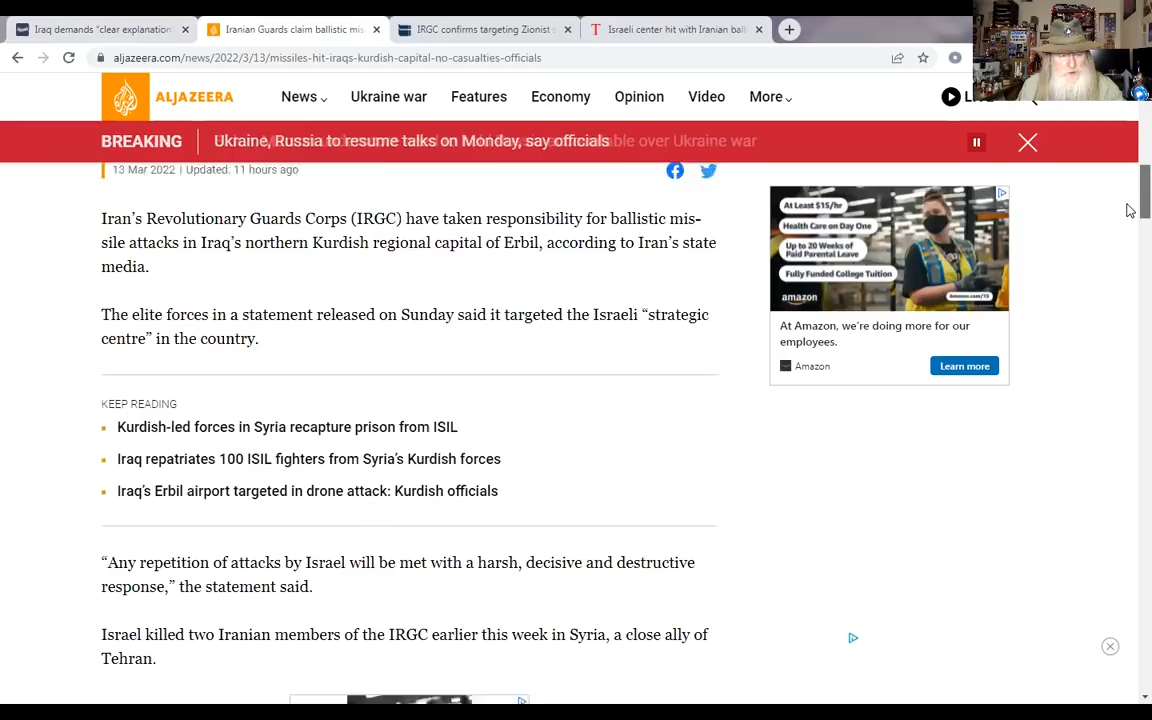 Iraq demands "clear explanation
Iranian Guards claim ballistic mis
IRGC confirms targeting Zionist
Israeli center hit with Iranian ball
aljazeera.com/news/2022/3/13/missiles-hit-iraqs-kurdish-capital-no-casualties-officials
ALJAZEERA
News
Ukraine war
Features
Economy
Opinion
Video
More
BREAKING
Ukraine, Russia to resume talks on Monday, say officials
over Ukraine war
13 Mar 2022 | Updated: 11 hours ago
Iran's Revolutionary Guards Corps (IRGC) have taken responsibility for ballistic mis-
sile attacks in Iraq's northern Kurdish regional capital of Erbil, according to Iran's state
media.
The elite forces in a statement released on Sunday said it targeted the Israeli "strategic
centre" in the country.
KEEP READING
Kurdish-led forces in Syria recapture prison from ISIL
Iraq repatriates 100 ISIL fighters from Syria's Kurdish forces
Iraq's Erbil airport targeted in drone attack: Kurdish officials
"Any repetition of attacks by Israel will be met with a harsh, decisive and destructive
response," the statement said.
Israel killed two Iranian members of the IRGC earlier this week in Syria, a close ally of
Tehran.
At Least $15/hr
Health Care on Day One
Up to 20 Weeks of
Paid Parental Leave
Fully Funded College Tuition
amazon
At Amazon, we're doing more for our
employees.
Amazon
Learn more